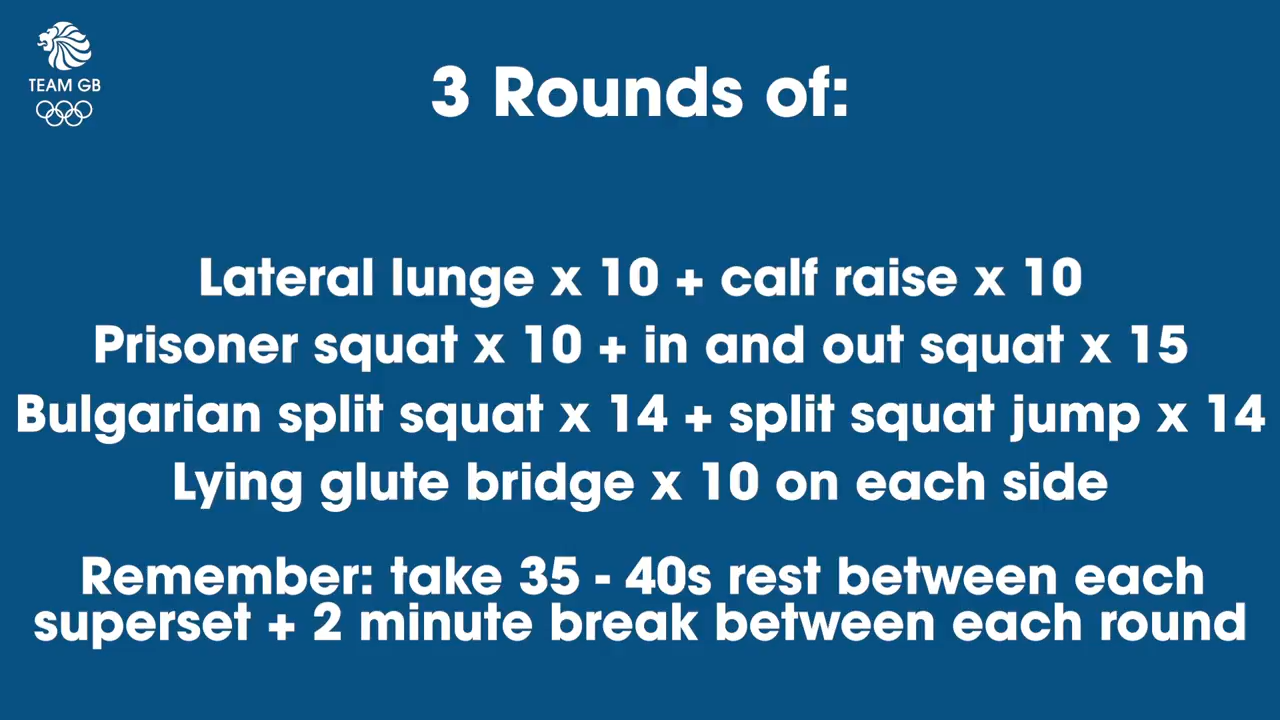 TEAM GB
3 Rounds of:
Lateral lunge x 10 + calf raise x 10
Prisoner squat x 10 + in and out squat x 15
Bulgarian split squat x 14 + split squat jump x 14
Lying glute bridge x 10 on each side
Remember: take 35 - 40s rest between each
superset + 2 minute break between each round